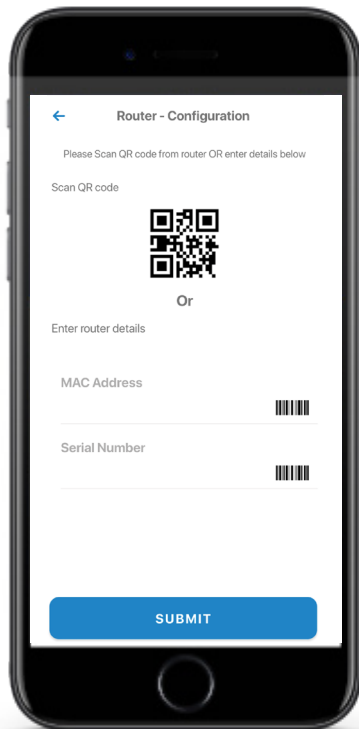 Router - Configuration
Please Scan QR code from router OR enter details below
Scan QR code
Or
Enter router details
MAC Address
Serial Number
SUBMIT